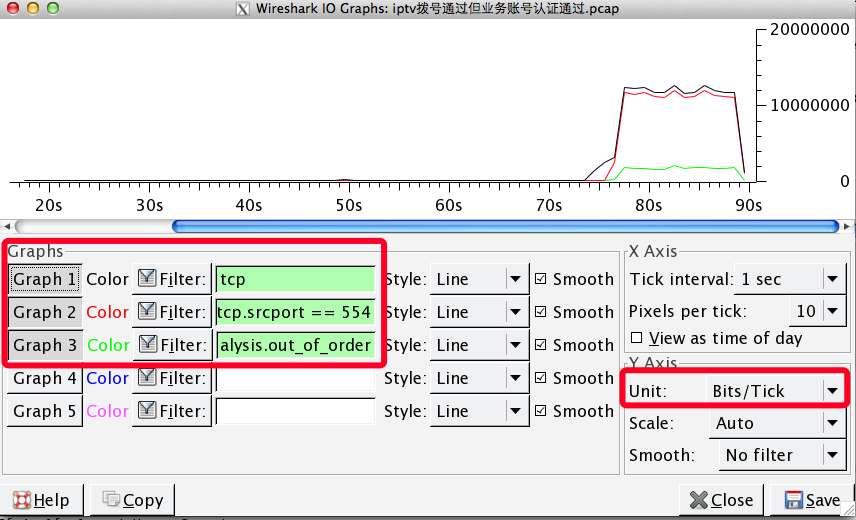 Wireshark IO Graphs: iptv拨号通过但业务账号认证通过.pcap
20000000
10000000
0
20s 30s 40s 50s 60s 70s 80s 90s
Graphs
Graph 1 Color Filter: tcp Style: Line Smooth
Graph 2 Color Filter: tcp.srcport == 554 Style: Line Smooth
Graph 3 Color Filter: alysis.out_of_order Style: Line Smooth
Graph 4 Color Filter: Style: Line Smooth
Graph 5 Color Filter: Style: Line Smooth
X Axis
Tick interval: 1 sec
Pixels per tick: 10
View as time of day
Y Axis
Unit: Bits/Tick
Scale: Auto
Smooth: No filter
Help Copy Close Save